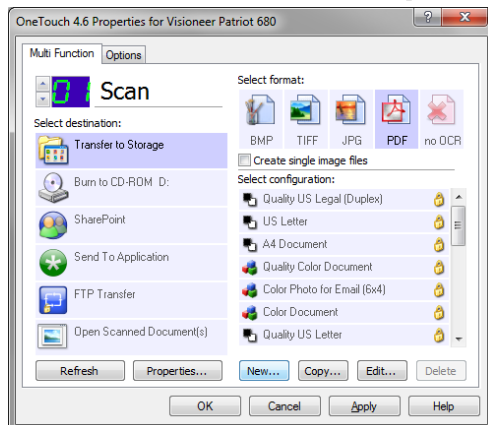 OneTouch 4.6 Properties for Visioneer Patriot 680
Multi Function
Options
01
Scan
Select destination:
Transfer to Storage
Burn to CD-ROM D:
SharePoint
Send To Application
FTP Transfer
Open Scanned Document(s)
Refresh
Properties...
Select format:
BMP
TIFF
JPG
PDF
no OCR
Create single image files
Select configuration:
Quality US Legal (Duplex)
US Letter
A4 Document
Quality Color Document
Color Photo for Email (6x4)
Color Document
Quality US Letter
New...
Copy...
Edit...
Delete
OK
Cancel
Apply
Help